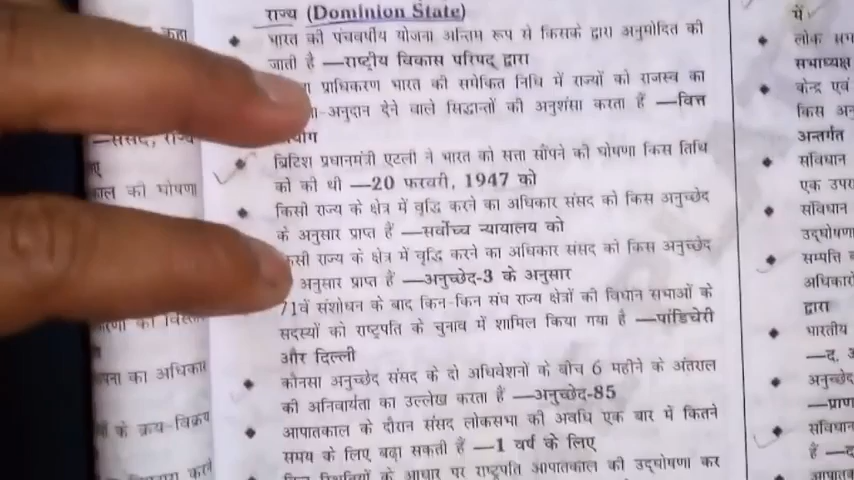 राज्य (Dominion State)
भारत की पंचवर्षीय योजना अन्तिम रूप से किसके द्वारा अनुमोदित की
जाती है —राष्ट्रीय विकास परिषद् द्वारा
प्राधिकरण भारत की समेकित निधि में राज्यों को राजस्व का
-अनुदान देने वाले सिद्धान्तों की अनुशंसा करता है —वित्त
ब्रिटिश प्रधानमंत्री एटली ने भारत को सत्ता सौंपने की घोषणा किस तिथि
को की थी —20 फरवरी, 1947 को
किसी राज्य के क्षेत्र में वृद्धि करने का अधिकार संसद को किस अनुच्छेद
के अनुसार प्राप्त हैं —सर्वोच्च न्यायालय को
राज्य के क्षेत्र में वृद्धि करने का अधिकार संसद को किस अनुच्छेद
अनुसार प्राप्त हैं —अनुच्छेद-3 के अनुसार
71वें संशोधन के बाद किन-किन संघ राज्य क्षेत्रों की विधान सभाओं के
सदस्यों को राष्ट्रपति के चुनाव में शामिल किया गया है —पांडिचेरी
और दिल्ली
कौनसा अनुच्छेद संसद के दो अधिवेशनों के बीच 6 महीने के अंतराल
की अनिवार्यता का उल्लेख करता है —अनुच्छेद-85
आपातकाल के दौरान संसद लोकसभा की अवधि एक बार में कितने
समय के लिए बढ़ा सकती हैं —1 वर्ष के लिए
किन स्थितियों के आधार पर राष्ट्रपति आपातकाल की उद्घोषणा कर
—संसद,
काल की घोषणा
का अधिकार
के क्रय-विक्रय
में
लोक
सभाध्यक्ष
केन्द्र एवं
किस
अन्तर्गत
संविधान
एक
संविधान
उद्घोषणा
सम्पत्ति
द्वारा
भारतीय
—द,
अनुच्छेद
संविधान
हैं